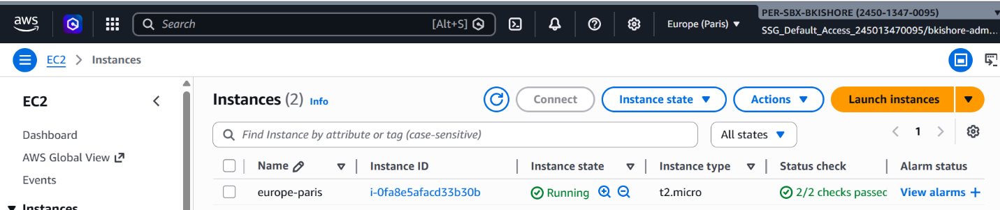 aws
Search [Alt+S]
Europe (Paris)
PER-SBX-BKISHORE (2450-1347-0095)
SSG_Default_Access_245013470095/bkishore-adm...
EC2 > Instances
EC2
Dashboard
AWS Global View
Events
Instances
Instances (2) Info
Connect
Instance state
Actions
Launch instances
Find Instance by attribute or tag (case-sensitive)
All states
1
Name Instance ID Instance state Instance type Status check Alarm status
europe-paris i-0fa8e5afacd33b30b Running t2.micro 2/2 checks passec View alarms +